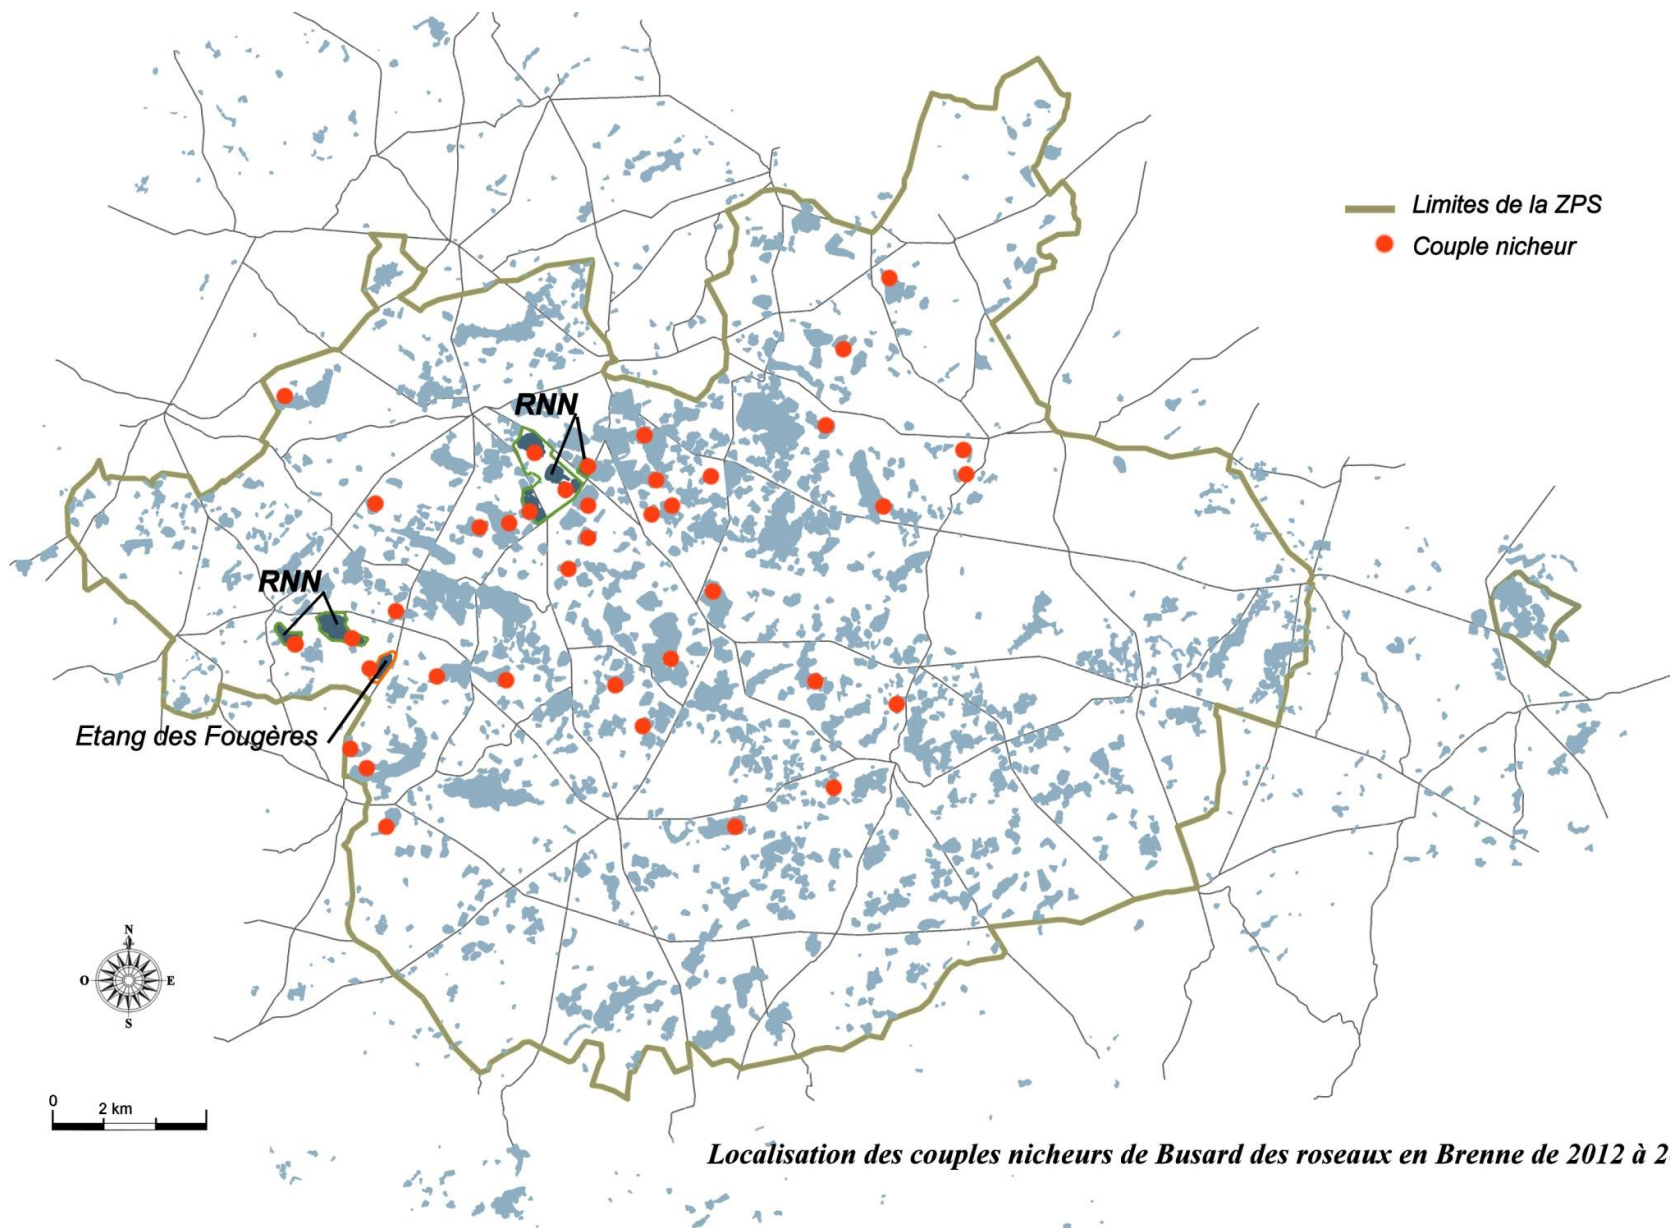 Limites de la ZPS
Couple nicheur
RNN
RNN
Etang des Fougères
N
O
E
S
0
2 km
Localisation des couples nicheurs de Busard des roseaux en Brenne de 2012 à